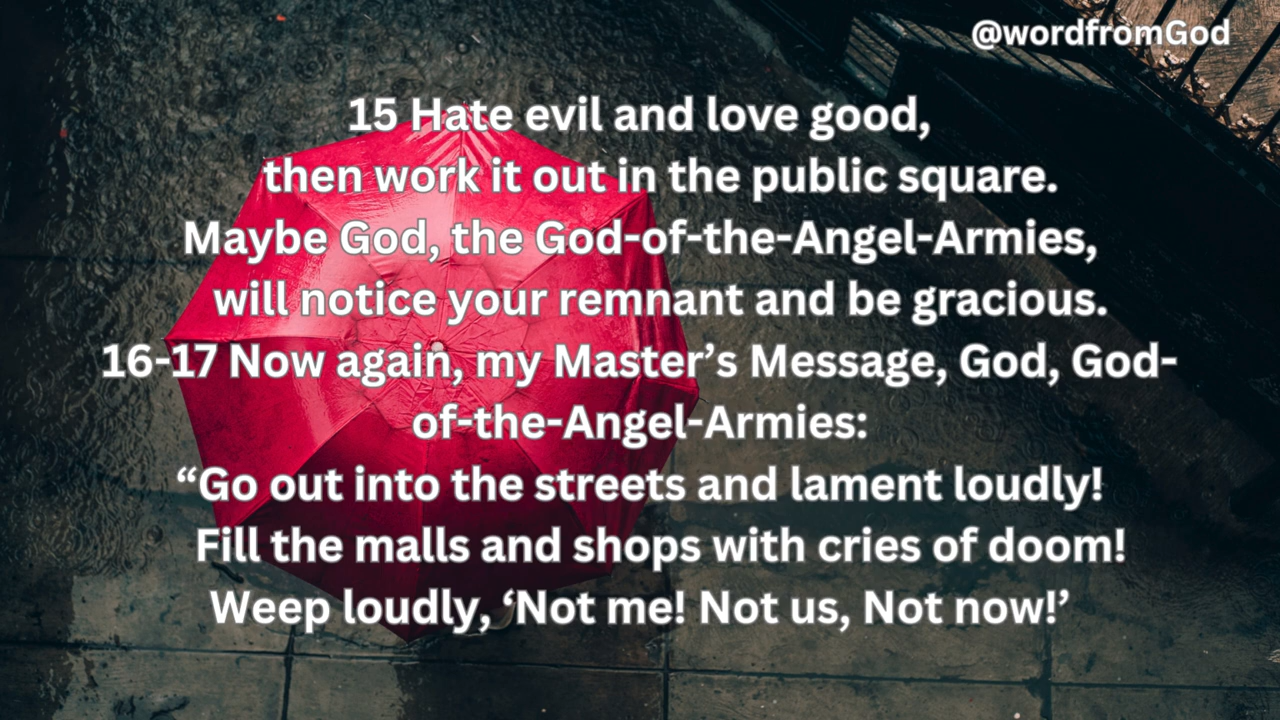 @wordfromGod
15 Hate evil and love good,
then work it out in the public square.
Maybe God, the God-of-the-Angel-Armies,
will notice your remnant and be gracious.
16-17 Now again, my Master’s Message, God, God-
of-the-Angel-Armies:
“Go out into the streets and lament loudly!
Fill the malls and shops with cries of doom!
Weep loudly, ‘Not me! Not us, Not now!’